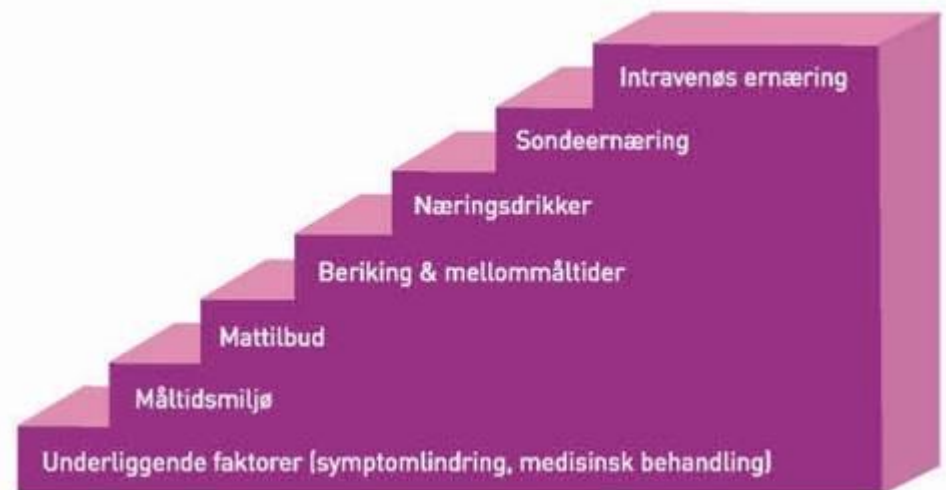 Intravenøs ernæring
Sondeernæring
Næringsdrikker
Beriking & mellommåltider
Mattilbud
Måltidsmiljø
Underliggende faktorer (symptomlindring, medisinsk behandling)